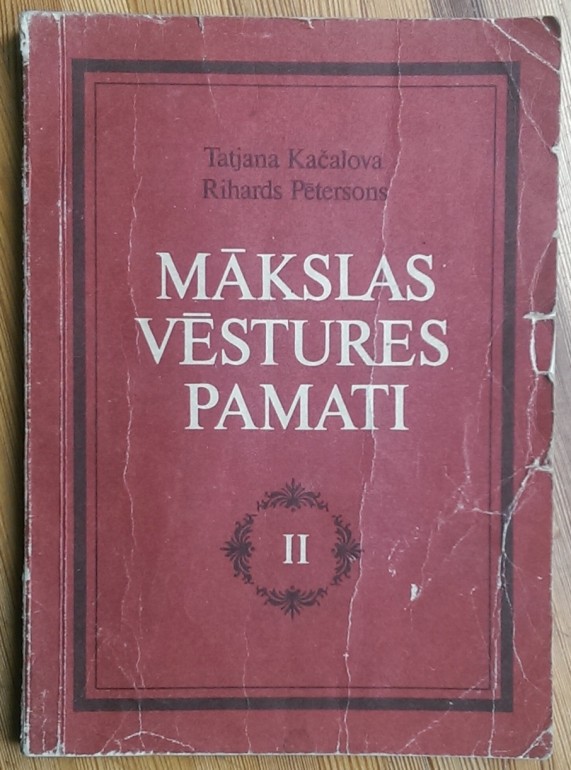 Tatjana Kačalova
Rihards Pētersons
MĀKSLAS
VĒSTURES
PAMATI
II